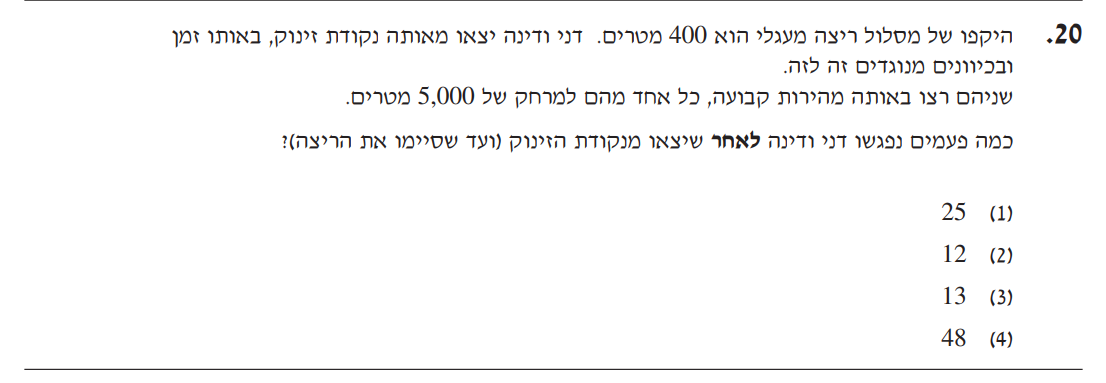 20. היקפו של מסלול ריצה מעגלי הוא 400 מטרים. דני ודינה יצאו מאותה נקודת זינוק, באותו זמן
ובכיוונים מנוגדים זה לזה.
שניהם רצו באותה מהירות קבועה, כל אחד מהם למרחק של 5,000 מטרים.
כמה פעמים נפגשו דני ודינה לאחר שיצאו מנקודת הזינוק (ועד שסיימו את הריצה)?
(1) 25
(2) 12
(3) 13
(4) 48